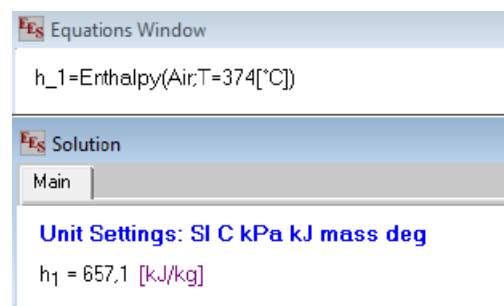 EES Equations Window
h_1=Enthalpy(Air;T=374[°C])
EES Solution
Main
Unit Settings: SI C kPa kJ mass deg
h1 = 657,1 [kJ/kg]